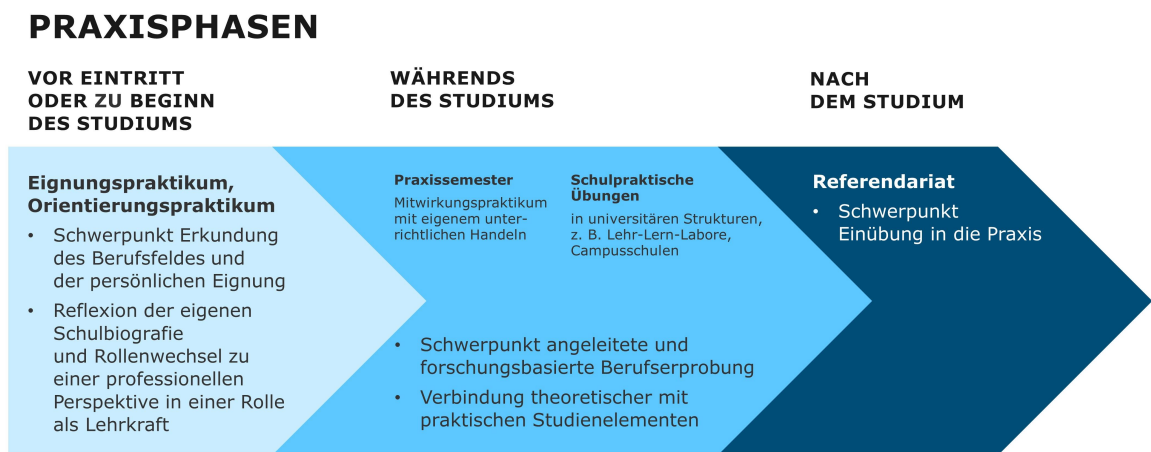 PRAXISPHASEN
VOR EINTRITT
ODER ZU BEGINN
DES STUDIUMS
WÄHRENDS
DES STUDIUMS
NACH
DEM STUDIUM
Eignungspraktikum,
Orientierungspraktikum
• Schwerpunkt Erkundung
des Berufsfeldes und
der persönlichen Eignung
• Reflexion der eigenen
Schulbiografie
und Rollenwechsel zu
einer professionellen
Perspektive in einer Rolle
als Lehrkraft
Praxissemester
Mitwirkungspraktikum
mit eigenem unter-
richtlichen Handeln
Schulpraktische
Übungen
in universitären Strukturen,
z. B. Lehr-Lern-Labore,
Campusschulen
• Schwerpunkt angeleitete und
forschungsbasierte Berufserprobung
• Verbindung theoretischer mit
praktischen Studienelementen
Referendariat
• Schwerpunkt
Einübung in die Praxis